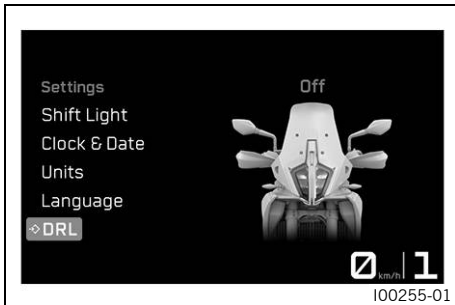 Settings
Off
Shift Light
Clock & Date
Units
Language
DRL
0 km/h 1
I00255-01